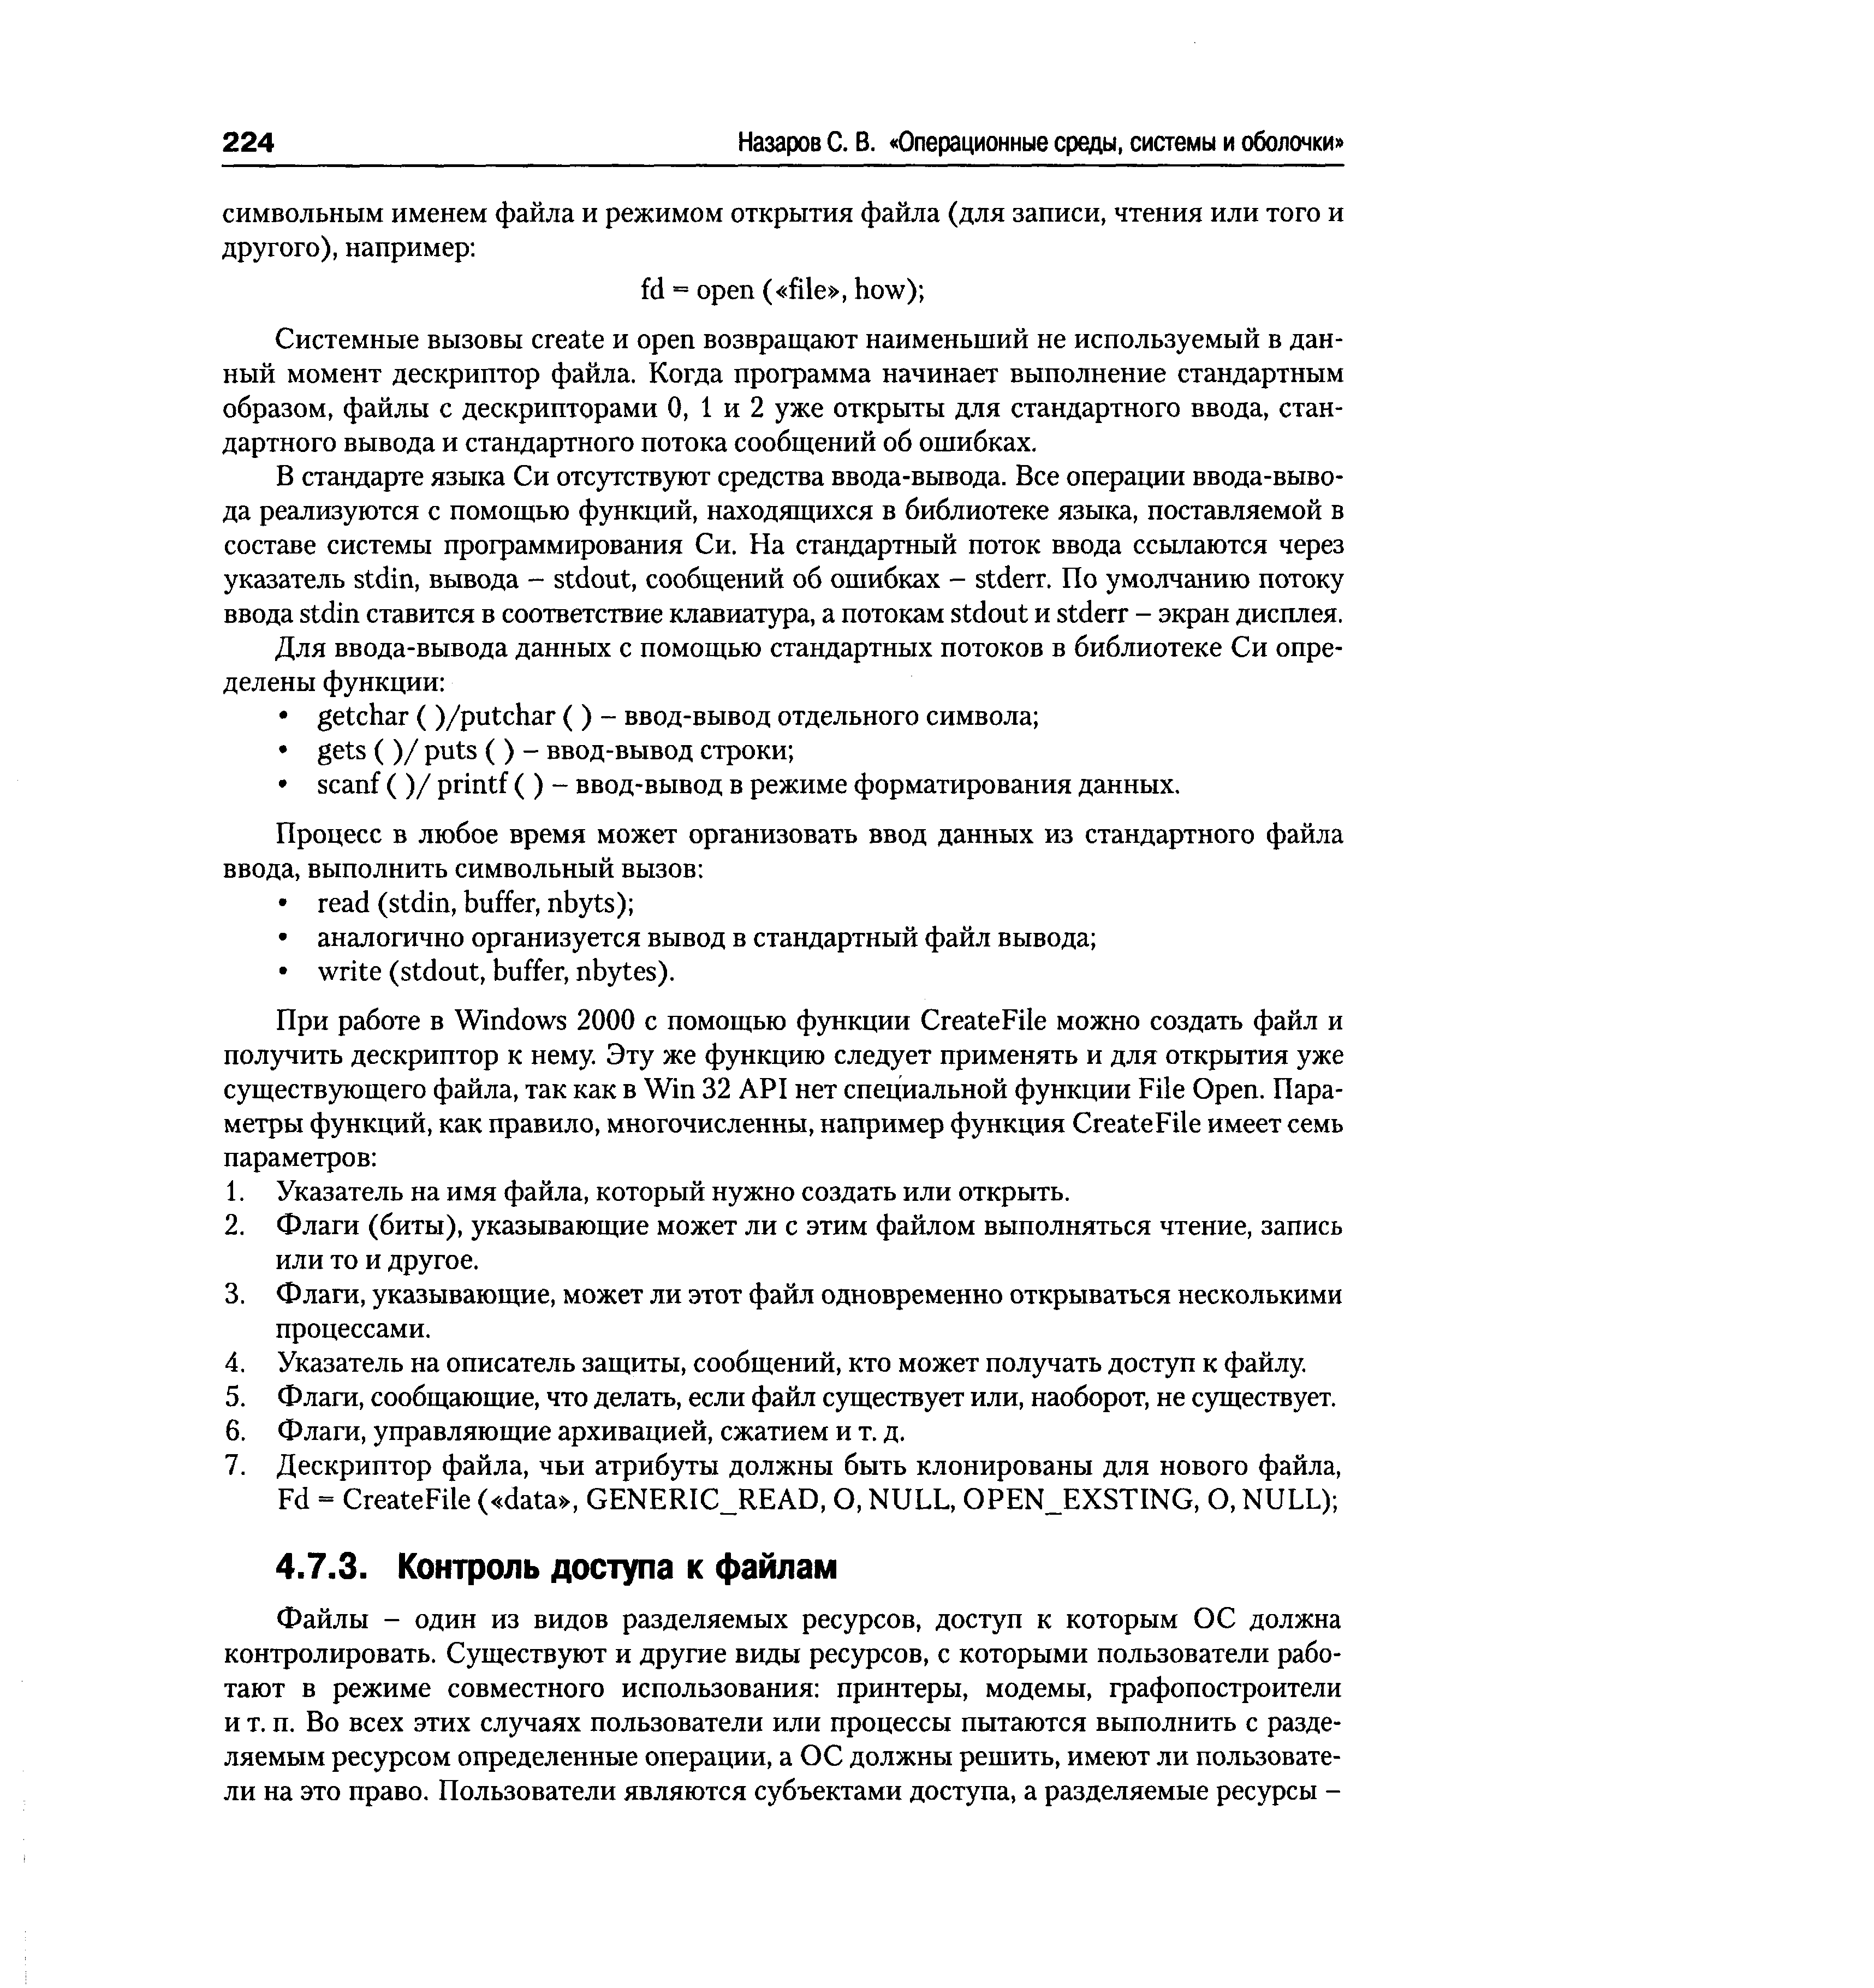 224 Назаров С. В. «Операционные среды, системы и оболочки»
символьным именем файла и режимом открытия файла (для записи, чтения или того и
другого), например:
fd = open («file», how);
Системные вызовы create и open возвращают наименьший не используемый в дан-
ный момент дескриптор файла. Когда программа начинает выполнение стандартным
образом, файлы с дескрипторами 0, 1 и 2 уже открыты для стандартного ввода, стан-
дартного вывода и стандартного потока сообщений об ошибках.
В стандарте языка Си отсутствуют средства ввода-вывода. Все операции ввода-выво-
да реализуются с помощью функций, находящихся в библиотеке языка, поставляемой в
составе системы программирования Си. На стандартный поток ввода ссылаются через
указатель stdin, вывода – stdout, сообщений об ошибках – stderr. По умолчанию потоку
ввода stdin ставится в соответствие клавиатура, а потокам stdout и stderr – экран дисплея.
Для ввода-вывода данных с помощью стандартных потоков в библиотеке Си опре-
делены функции:
• getchar ( )/putchar ( ) – ввод-вывод отдельного символа;
• gets ( )/ puts ( ) – ввод-вывод строки;
• scanf ( )/ printf ( ) – ввод-вывод в режиме форматирования данных.
Процесс в любое время может организовать ввод данных из стандартного файла
ввода, выполнить символьный вызов:
• read (stdin, buffer, nbyts);
• аналогично организуется вывод в стандартный файл вывода;
• write (stdout, buffer, nbytes).
При работе в Windows 2000 с помощью функции CreateFile можно создать файл и
получить дескриптор к нему. Эту же функцию следует применять и для открытия уже
существующего файла, так как в Win 32 API нет специальной функции File Open. Пара-
метры функций, как правило, многочисленны, например функция CreateFile имеет семь
параметров:
1. Указатель на имя файла, который нужно создать или открыть.
2. Флаги (биты), указывающие может ли с этим файлом выполняться чтение, запись
или то и другое.
3. Флаги, указывающие, может ли этот файл одновременно открываться несколькими
процессами.
4. Указатель на описатель защиты, сообщений, кто может получать доступ к файлу.
5. Флаги, сообщающие, что делать, если файл существует или, наоборот, не существует.
6. Флаги, управляющие архивацией, сжатием и т. д.
7. Дескриптор файла, чьи атрибуты должны быть клонированы для нового файла,
Fd = CreateFile («data», GENERIC_READ, O, NULL, OPEN_EXSTING, O, NULL);
4.7.3. Контроль доступа к файлам
Файлы – один из видов разделяемых ресурсов, доступ к которым ОС должна
контролировать. Существуют и другие виды ресурсов, с которыми пользователи рабо-
тают в режиме совместного использования: принтеры, модемы, графопостроители
и т. п. Во всех этих случаях пользователи или процессы пытаются выполнить с разде-
ляемым ресурсом определенные операции, а ОС должны решить, имеют ли пользовате-
ли на это право. Пользователи являются субъектами доступа, а разделяемые ресурсы –